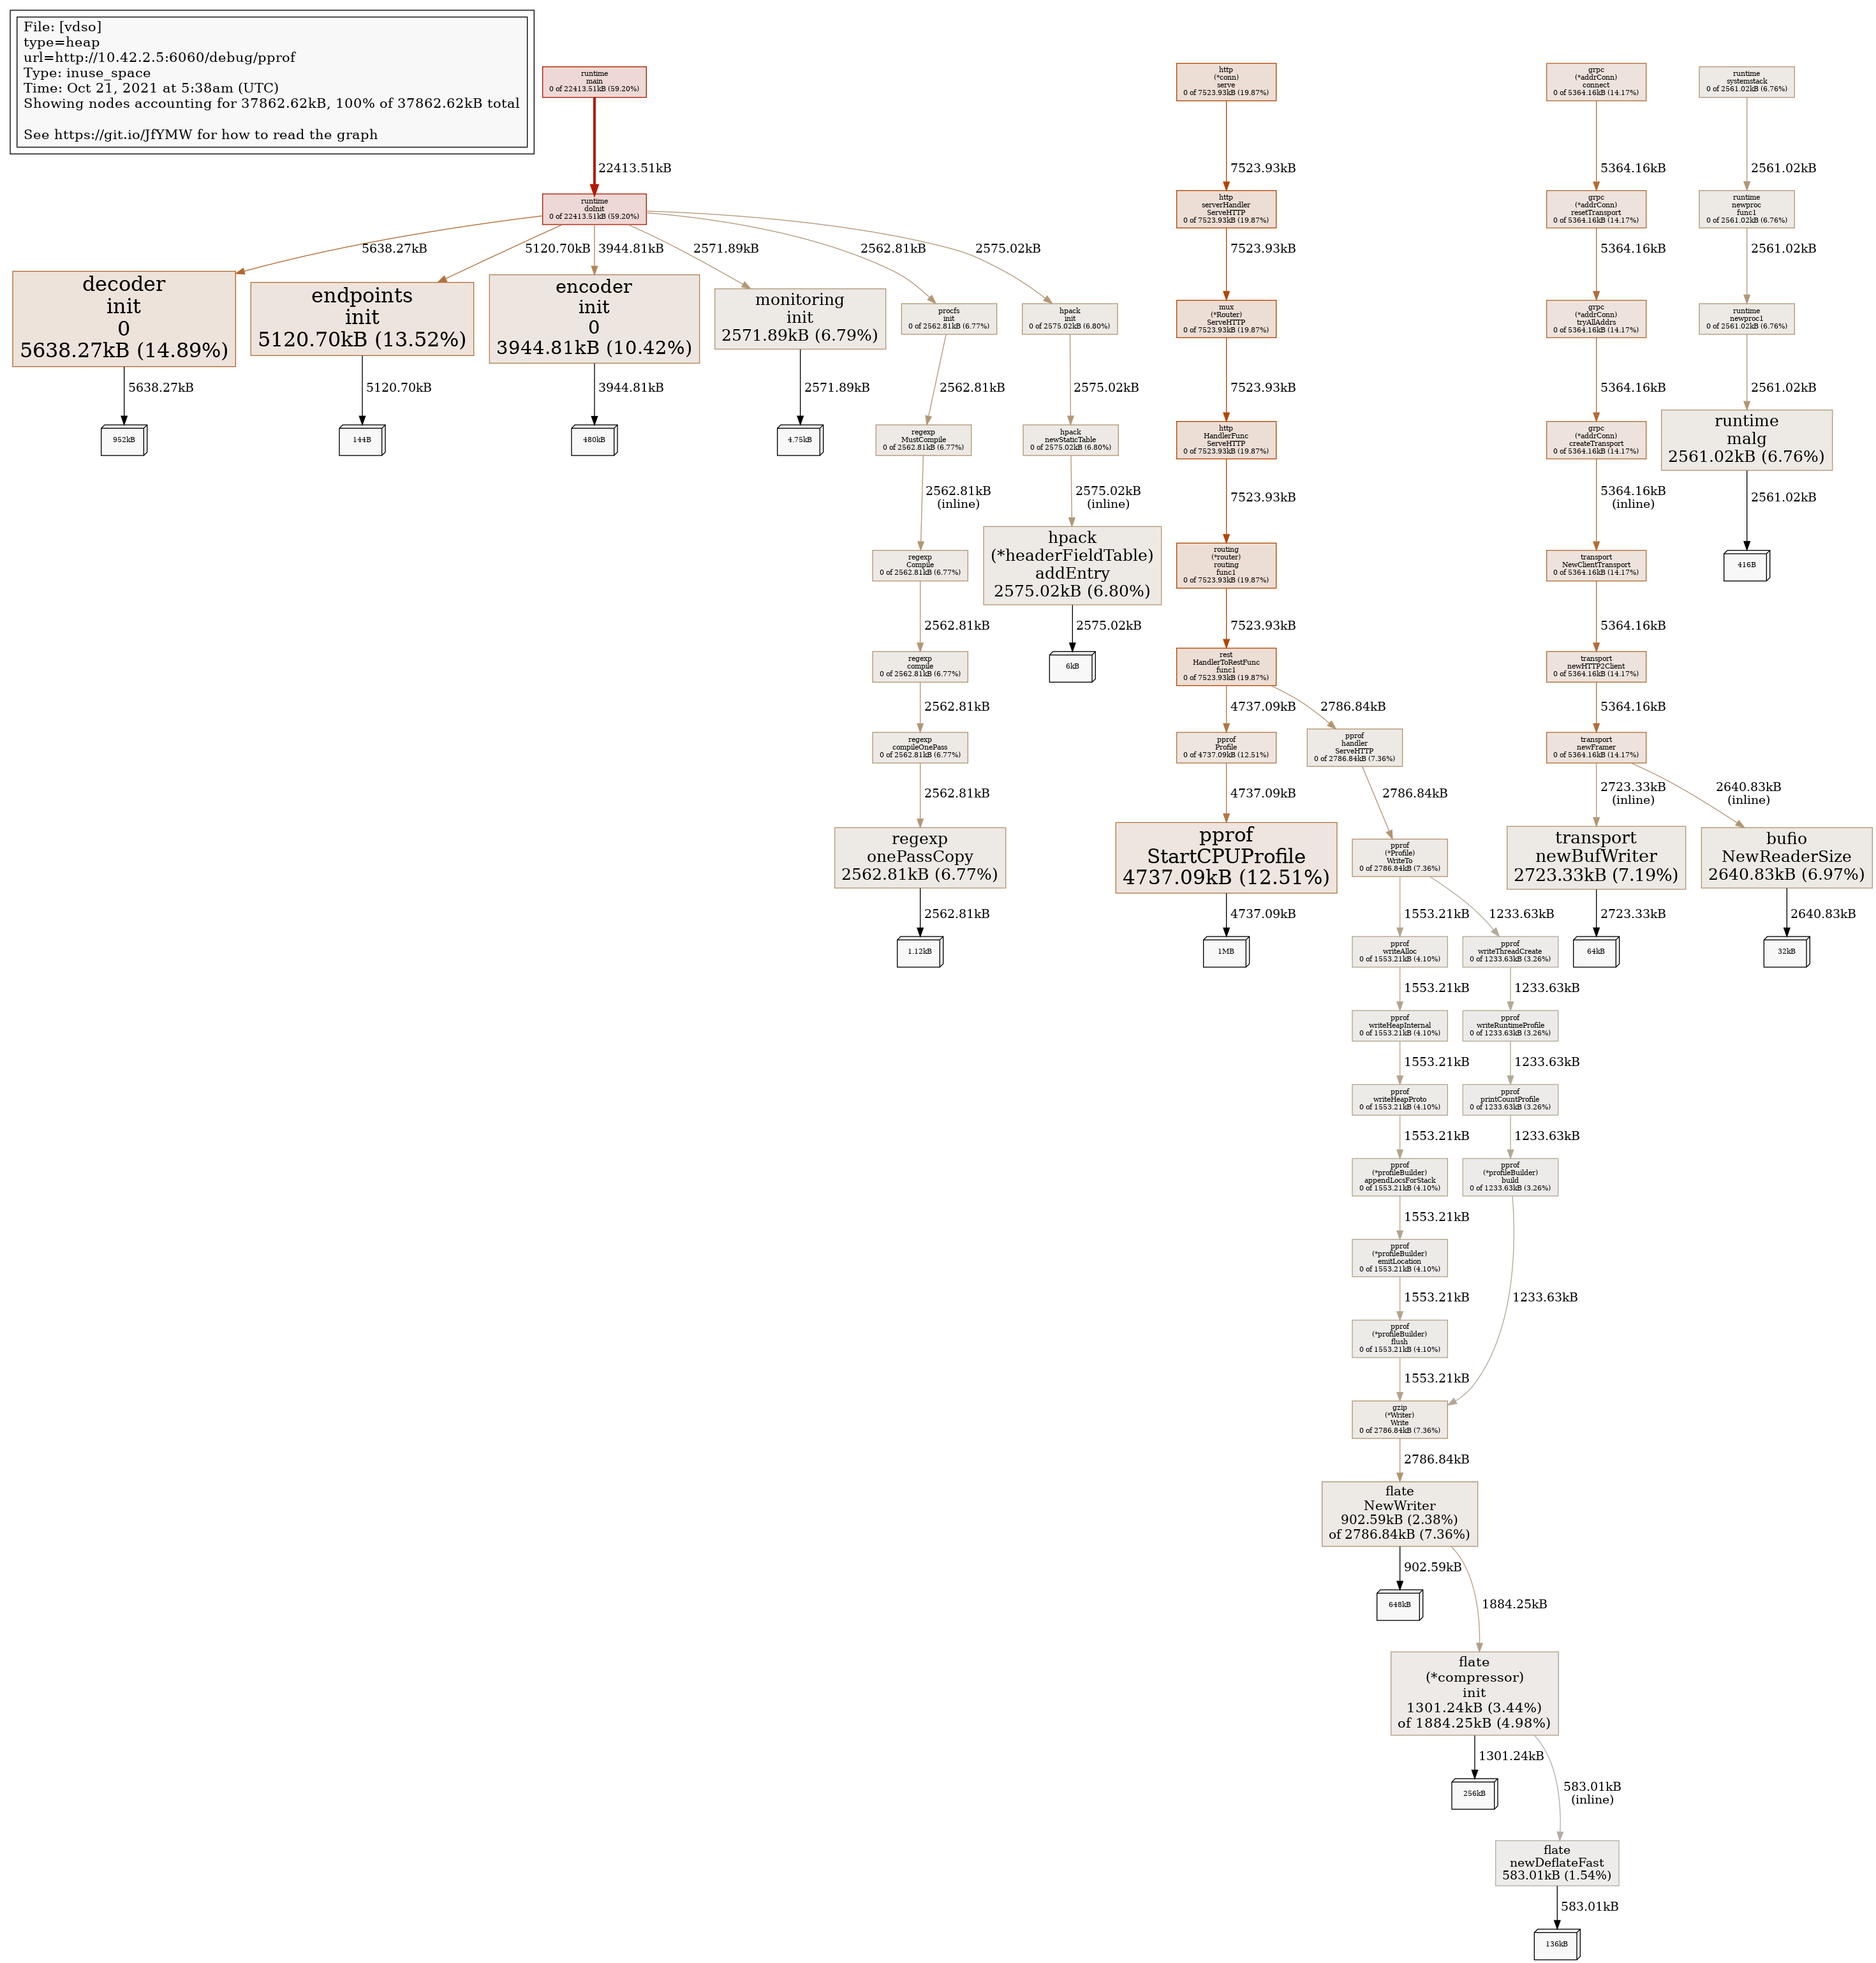 File: [vdso]
type=heap
url=http://10.42.2.5:6060/debug/pprof
Type: inuse_space
Time: Oct 21, 2021 at 5:38am (UTC)
Showing nodes accounting for 37862.62kB, 100% of 37862.62kB total
See https://git.io/JfYMW for how to read the graph
runtime
main
0 of 22413.51kB (59.20%)
22413.51kB
runtime
doInit
0 of 22413.51kB (59.20%)
5638.27kB
5120.70kB
3944.81kB
2571.89kB
2562.81kB
2575.02kB
decoder
init
0
5638.27kB (14.89%)
5638.27kB
952kB
endpoints
init
5120.70kB (13.52%)
5120.70kB
144B
encoder
init
0
3944.81kB (10.42%)
3944.81kB
480kB
monitoring
init
2571.89kB (6.79%)
2571.89kB
4.75kB
procfs
init
0 of 2562.81kB (6.77%)
2562.81kB
regexp
MustCompile
0 of 2562.81kB (6.77%)
2562.81kB
(inline)
regexp
Compile
0 of 2562.81kB (6.77%)
2562.81kB
regexp
compile
0 of 2562.81kB (6.77%)
2562.81kB
regexp
compileOnePass
0 of 2562.81kB (6.77%)
2562.81kB
regexp
onePassCopy
2562.81kB (6.77%)
2562.81kB
1.12kB
hpack
init
0 of 2575.02kB (6.80%)
2575.02kB
hpack
newStaticTable
0 of 2575.02kB (6.80%)
2575.02kB
(inline)
hpack
(*headerFieldTable)
addEntry
2575.02kB (6.80%)
2575.02kB
6kB
http
(*conn)
serve
0 of 7523.93kB (19.87%)
7523.93kB
http
serverHandler
ServeHTTP
0 of 7523.93kB (19.87%)
7523.93kB
mux
(*Router)
ServeHTTP
0 of 7523.93kB (19.87%)
7523.93kB
http
HandlerFunc
ServeHTTP
0 of 7523.93kB (19.87%)
7523.93kB
routing
(*router)
routing
func1
0 of 7523.93kB (19.87%)
7523.93kB
rest
HandlerToRestFunc
func1
0 of 7523.93kB (19.87%)
4737.09kB
2786.84kB
pprof
Profile
0 of 4737.09kB (12.51%)
4737.09kB
pprof
StartCPUProfile
4737.09kB (12.51%)
4737.09kB
1MB
pprof
handler
ServeHTTP
0 of 2786.84kB (7.36%)
2786.84kB
pprof
(*Profile)
WriteTo
0 of 2786.84kB (7.36%)
1553.21kB
1233.63kB
pprof
writeAlloc
0 of 1553.21kB (4.10%)
1553.21kB
pprof
writeHeapInternal
0 of 1553.21kB (4.10%)
1553.21kB
pprof
writeHeapProto
0 of 1553.21kB (4.10%)
1553.21kB
pprof
(*profileBuilder)
appendLocsForStack
0 of 1553.21kB (4.10%)
1553.21kB
pprof
(*profileBuilder)
emitLocation
0 of 1553.21kB (4.10%)
1553.21kB
pprof
(*profileBuilder)
flush
0 of 1553.21kB (4.10%)
1553.21kB
pprof
writeThreadCreate
0 of 1233.63kB (3.26%)
1233.63kB
pprof
writeRuntimeProfile
0 of 1233.63kB (3.26%)
1233.63kB
pprof
printCountProfile
0 of 1233.63kB (3.26%)
1233.63kB
pprof
(*profileBuilder)
build
0 of 1233.63kB (3.26%)
1233.63kB
gzip
(*Writer)
Write
0 of 2786.84kB (7.36%)
2786.84kB
flate
NewWriter
902.59kB (2.38%)
of 2786.84kB (7.36%)
902.59kB
648kB
1884.25kB
flate
(*compressor)
init
1301.24kB (3.44%)
of 1884.25kB (4.98%)
1301.24kB
256kB
583.01kB
(inline)
flate
newDeflateFast
583.01kB (1.54%)
583.01kB
136kB
grpc
(*addrConn)
connect
0 of 5364.16kB (14.17%)
5364.16kB
grpc
(*addrConn)
resetTransport
0 of 5364.16kB (14.17%)
5364.16kB
grpc
(*addrConn)
tryAllAddrs
0 of 5364.16kB (14.17%)
5364.16kB
grpc
(*addrConn)
createTransport
0 of 5364.16kB (14.17%)
5364.16kB
(inline)
transport
NewClientTransport
0 of 5364.16kB (14.17%)
5364.16kB
transport
newHTTP2Client
0 of 5364.16kB (14.17%)
5364.16kB
transport
newFramer
0 of 5364.16kB (14.17%)
2723.33kB
(inline)
2640.83kB
(inline)
transport
newBufWriter
2723.33kB (7.19%)
2723.33kB
64kB
bufio
NewReaderSize
2640.83kB (6.97%)
2640.83kB
32kB
runtime
systemstack
0 of 2561.02kB (6.76%)
2561.02kB
runtime
newproc
func1
0 of 2561.02kB (6.76%)
2561.02kB
runtime
newproc1
0 of 2561.02kB (6.76%)
2561.02kB
runtime
malg
2561.02kB (6.76%)
2561.02kB
416B